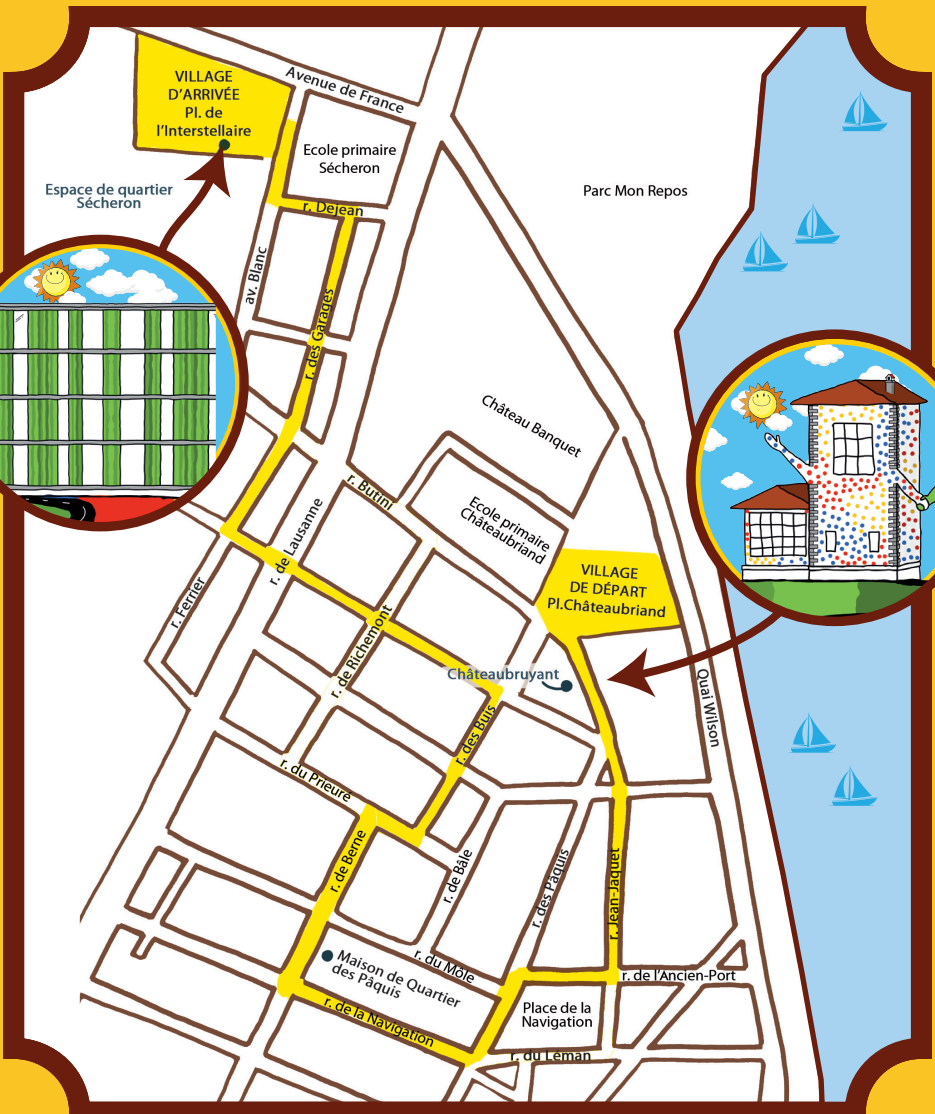 VILLAGE
D’ARRIVÉE
Pl. de
l’Interstellaire
Avenue de France
Ecole primaire
Sécheron
Espace de quartier
Sécheron
Parc Mon Repos
r. Dejean
av. Blanc
r. des Garages
Château Banquet
r. Butini
Ecole primaire
Châteaubriand
r. de Lausanne
VILLAGE
DE DÉPART
Pl.Châteaubriand
r. Ferrier
r. de Richemont
Châteaubruyant
Quai Wilson
r. des Buis
r. du Prieuré
r. de Berne
r. de Bâle
r. des Pâquis
r. Jean-Jaquet
r. du Môle
Maison de Quartier
des Pâquis
r. de l’Ancien-Port
Place de la
Navigation
r. de la Navigation
r. du Léman